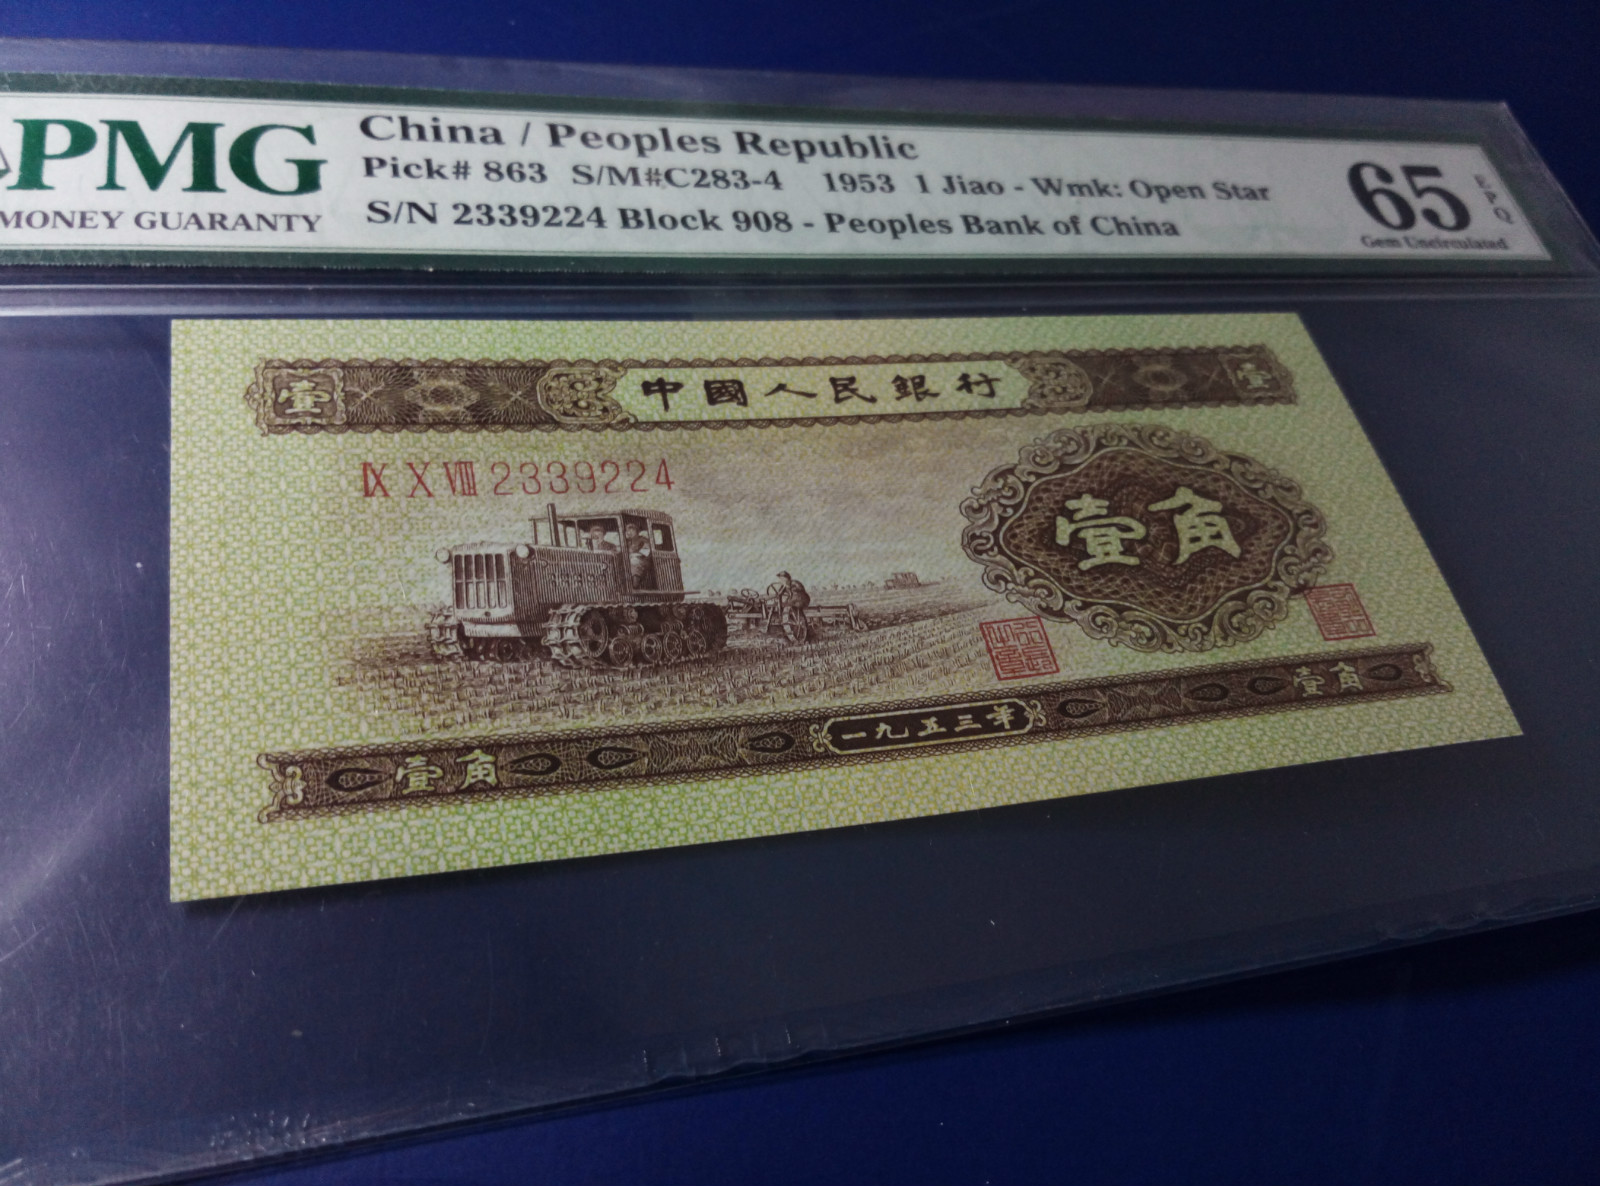 PMG
MONEY GUARANTY
China / Peoples Republic
Pick# 863 S/M#C283-4 1953 1 Jiao - Wmk: Open Star
S/N 2339224 Block 908 - Peoples Bank of China
65
EPQ
Gem Uncirculated
壹 中國人民銀行 壹
IX X VIII 2339224
壹角
壹角 一九五三年 壹角